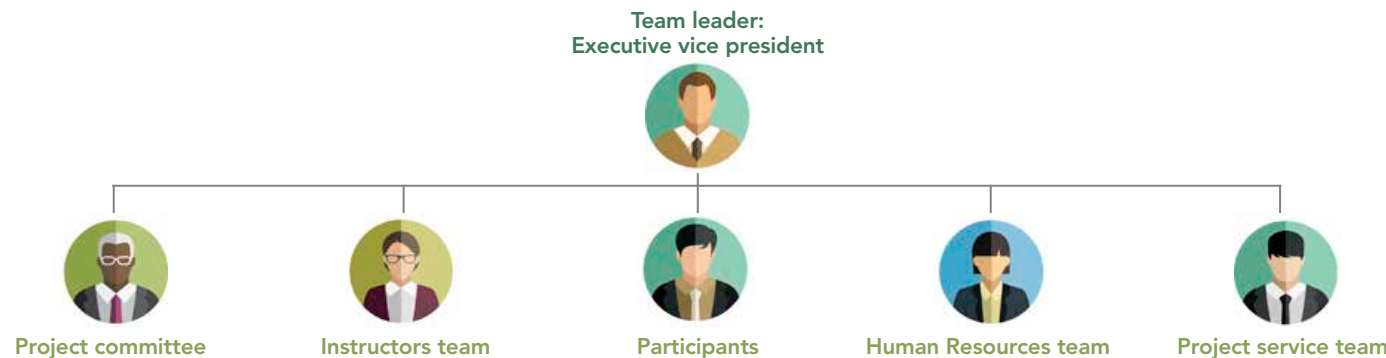 Team leader:
Executive vice president
Project committee
Instructors team
Participants
Human Resources team
Project service team